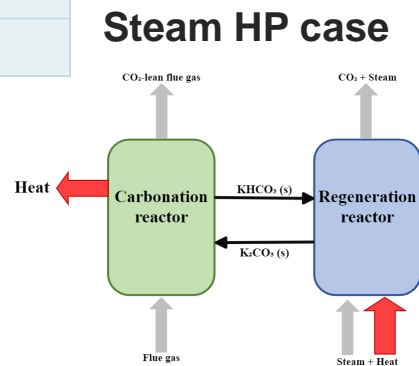 Steam HP case
CO₂-lean flue gas
CO₂ + Steam
Heat
Carbonation
reactor
KHCO₃ (s)
K₂CO₃ (s)
Regeneration
reactor
Flue gas
Steam + Heat